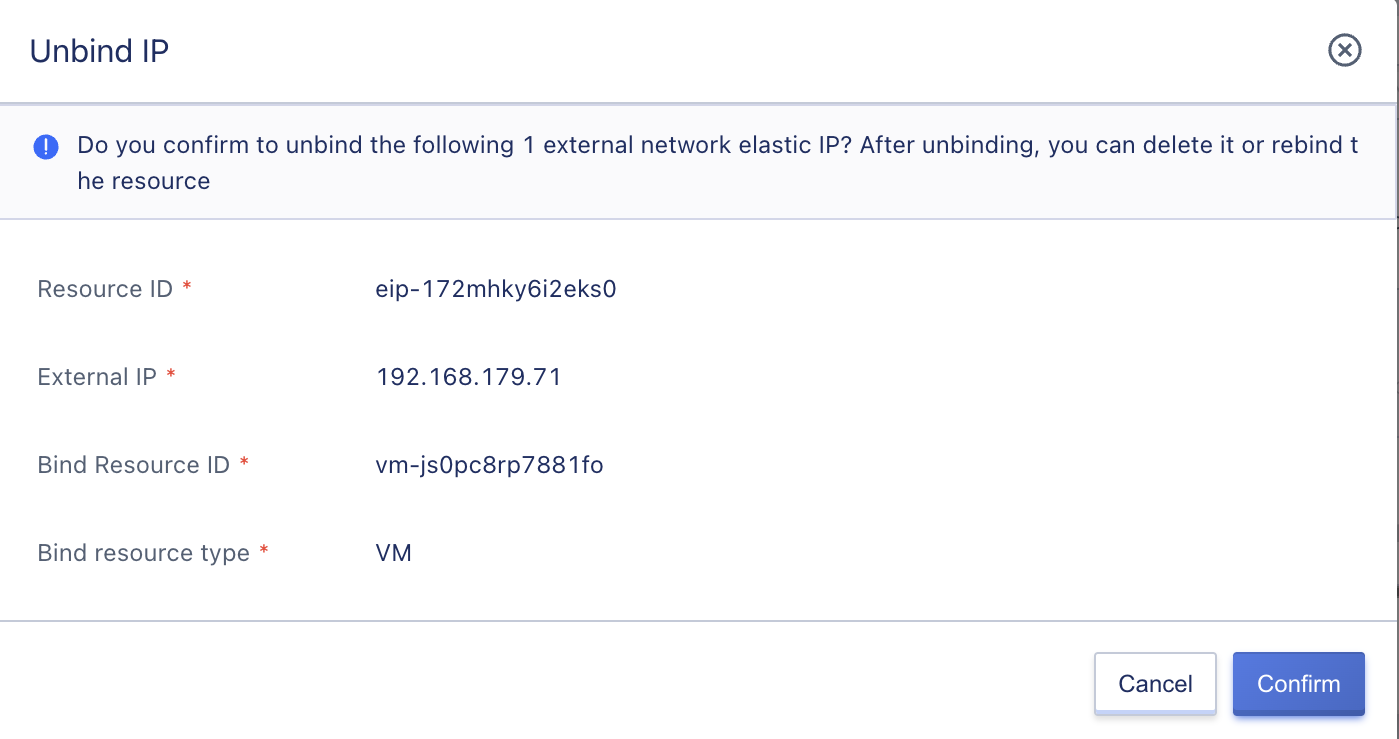 Unbind IP
Do you confirm to unbind the following 1 external network elastic IP? After unbinding, you can delete it or rebind t
he resource
Resource ID *
eip-172mhky6i2eks0
External IP *
192.168.179.71
Bind Resource ID *
vm-js0pc8rp7881fo
Bind resource type *
VM
Cancel
Confirm